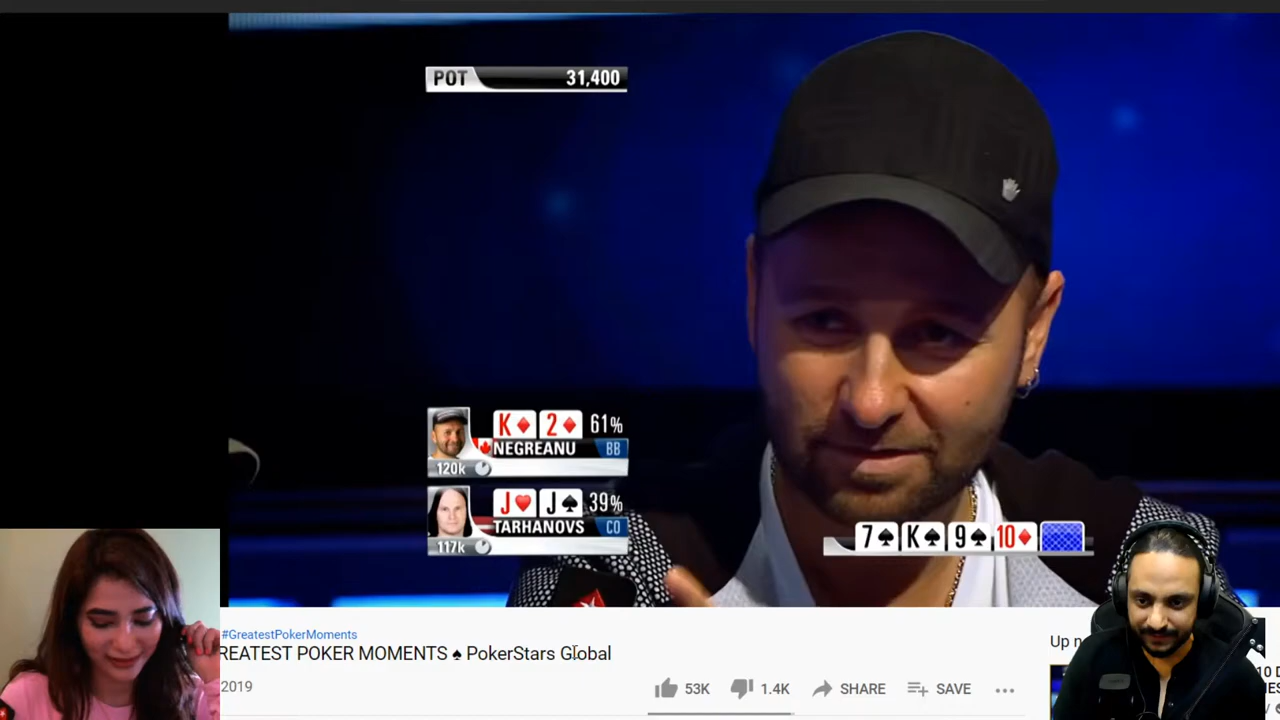 POT 31,400
K♦ 2♦ 61%
NEGREANU BB
120k
J♥ J♠ 39%
TARHANOVS CO
117k
7♠ K♠ 9♠ 10♦
#GreatestPokerMoments
REATEST POKER MOMENTS ♠ PokerStars Global
2019
53K 1.4K SHARE SAVE
Up n
10 D